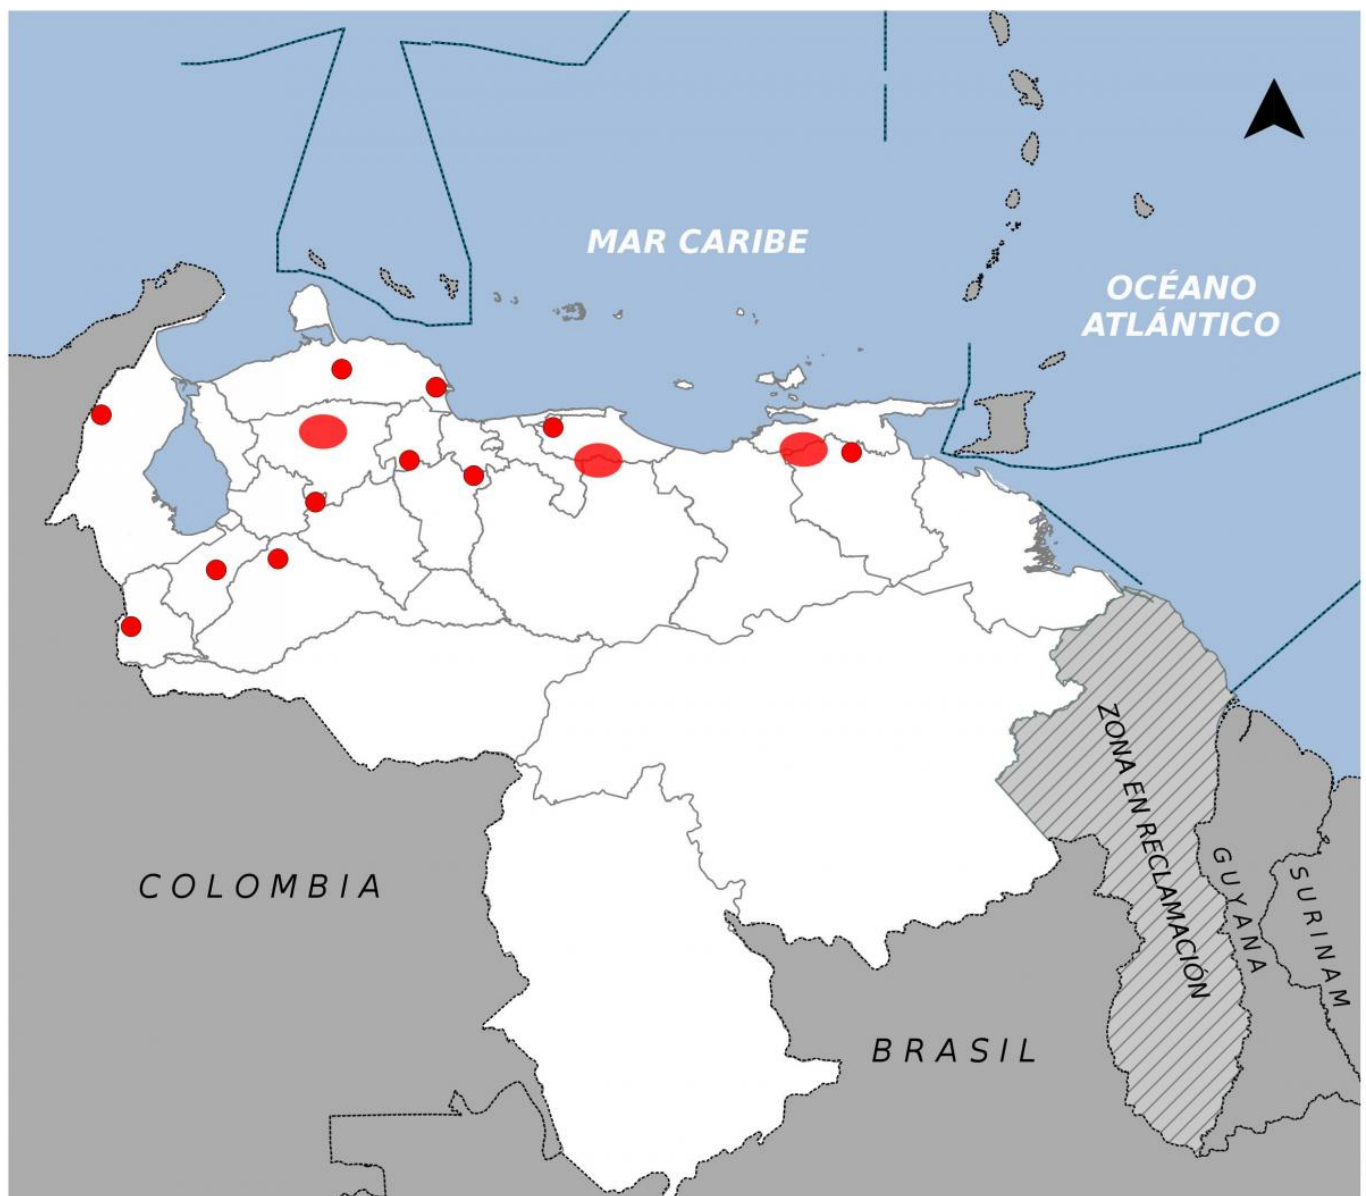 MAR CARIBE
OCÉANO
ATLÁNTICO
ZONA EN RECLAMACIÓN
GUYANA
SURINAM
COLOMBIA
BRASIL